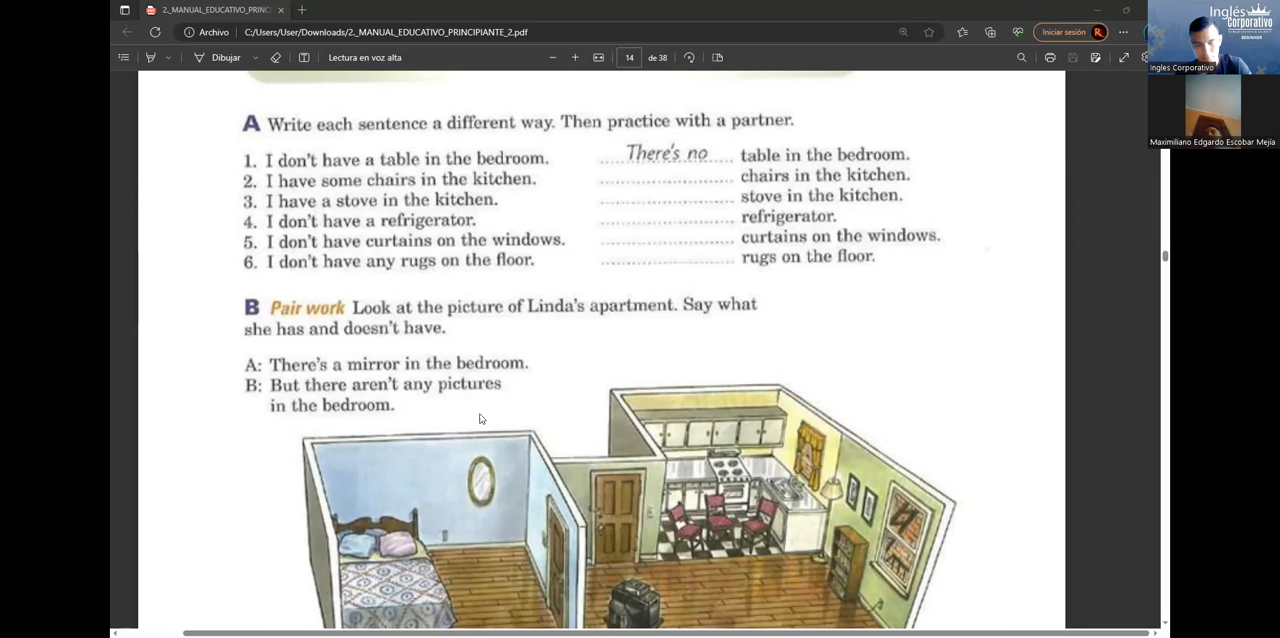 2._MANUAL_EDUCATIVO_PRINCI
Archivo
C:/Users/User/Downloads/2._MANUAL_EDUCATIVO_PRINCIPIANTE_2.pdf
Iniciar sesión
R
Dibujar
Lectura en voz alta
14
de 38
Inglés
Corporativo
BEGINNER
Ingles Corporativo
Maximiliano Edgardo Escobar Mejía
A Write each sentence a different way. Then practice with a partner.
1. I don't have a table in the bedroom. There's no table in the bedroom.
2. I have some chairs in the kitchen. chairs in the kitchen.
3. I have a stove in the kitchen. stove in the kitchen.
4. I don't have a refrigerator. refrigerator.
5. I don't have curtains on the windows. curtains on the windows.
6. I don't have any rugs on the floor. rugs on the floor.
B Pair work Look at the picture of Linda's apartment. Say what
she has and doesn't have.
A: There's a mirror in the bedroom.
B: But there aren't any pictures
in the bedroom.